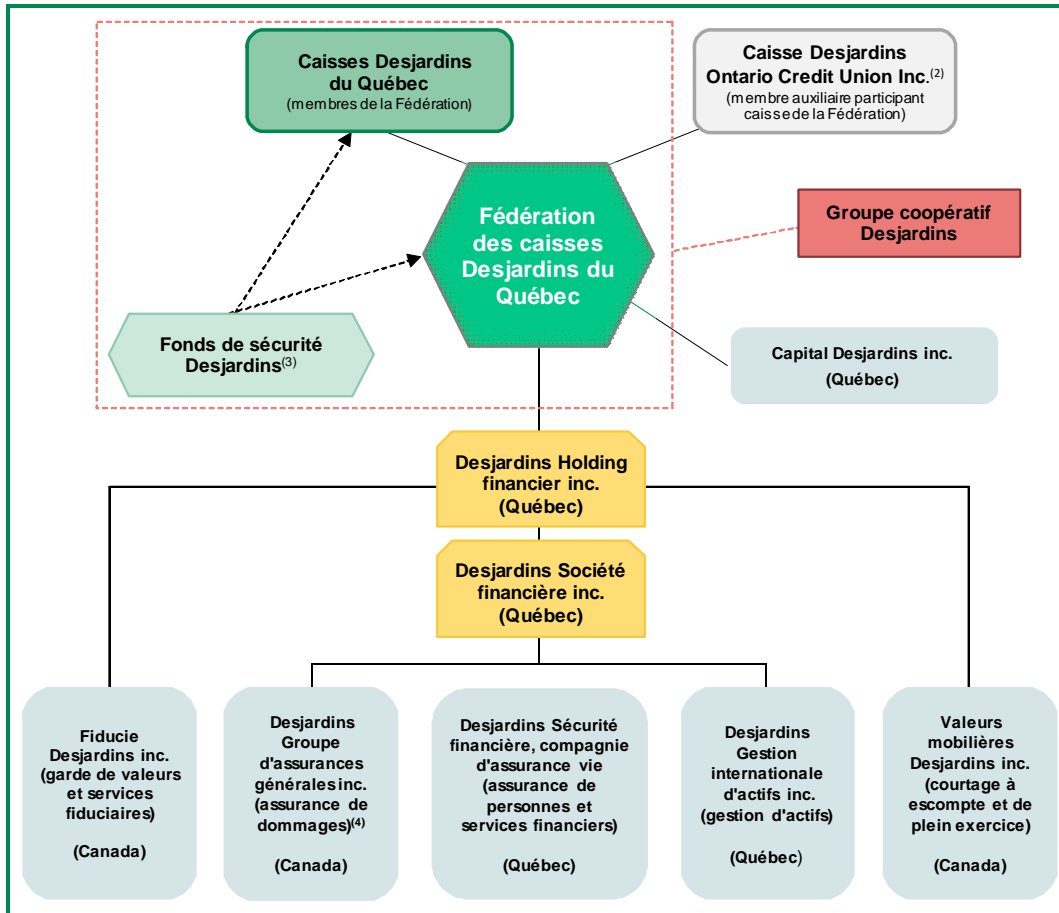 Caisses Desjardins
du Québec
(membres de la Fédération)
Caisse Desjardins
Ontario Credit Union Inc.(2)
(membre auxiliaire participant
caisse de la Fédération)
Fédération
des caisses
Desjardins du
Québec
Groupe coopératif
Desjardins
Fonds de sécurité
Desjardins(3)
Capital Desjardins inc.
(Québec)
Desjardins Holding
financier inc.
(Québec)
Desjardins Société
financière inc.
(Québec)
Fiducie
Desjardins inc.
(garde de valeurs
et services
fiduciaires)
(Canada)
Desjardins
Groupe
d'assurances
générales inc.
(assurance de
dommages)(4)
(Canada)
Desjardins Sécurité
financière, compagnie
d'assurance vie
(assurance de
personnes et
services financiers)
(Québec)
Desjardins
Gestion
internationale
d'actifs inc.
(gestion d'actifs)
(Québec)
Valeurs
mobilières
Desjardins inc.
(courtage à
escompte et de
plein exercice)
(Canada)